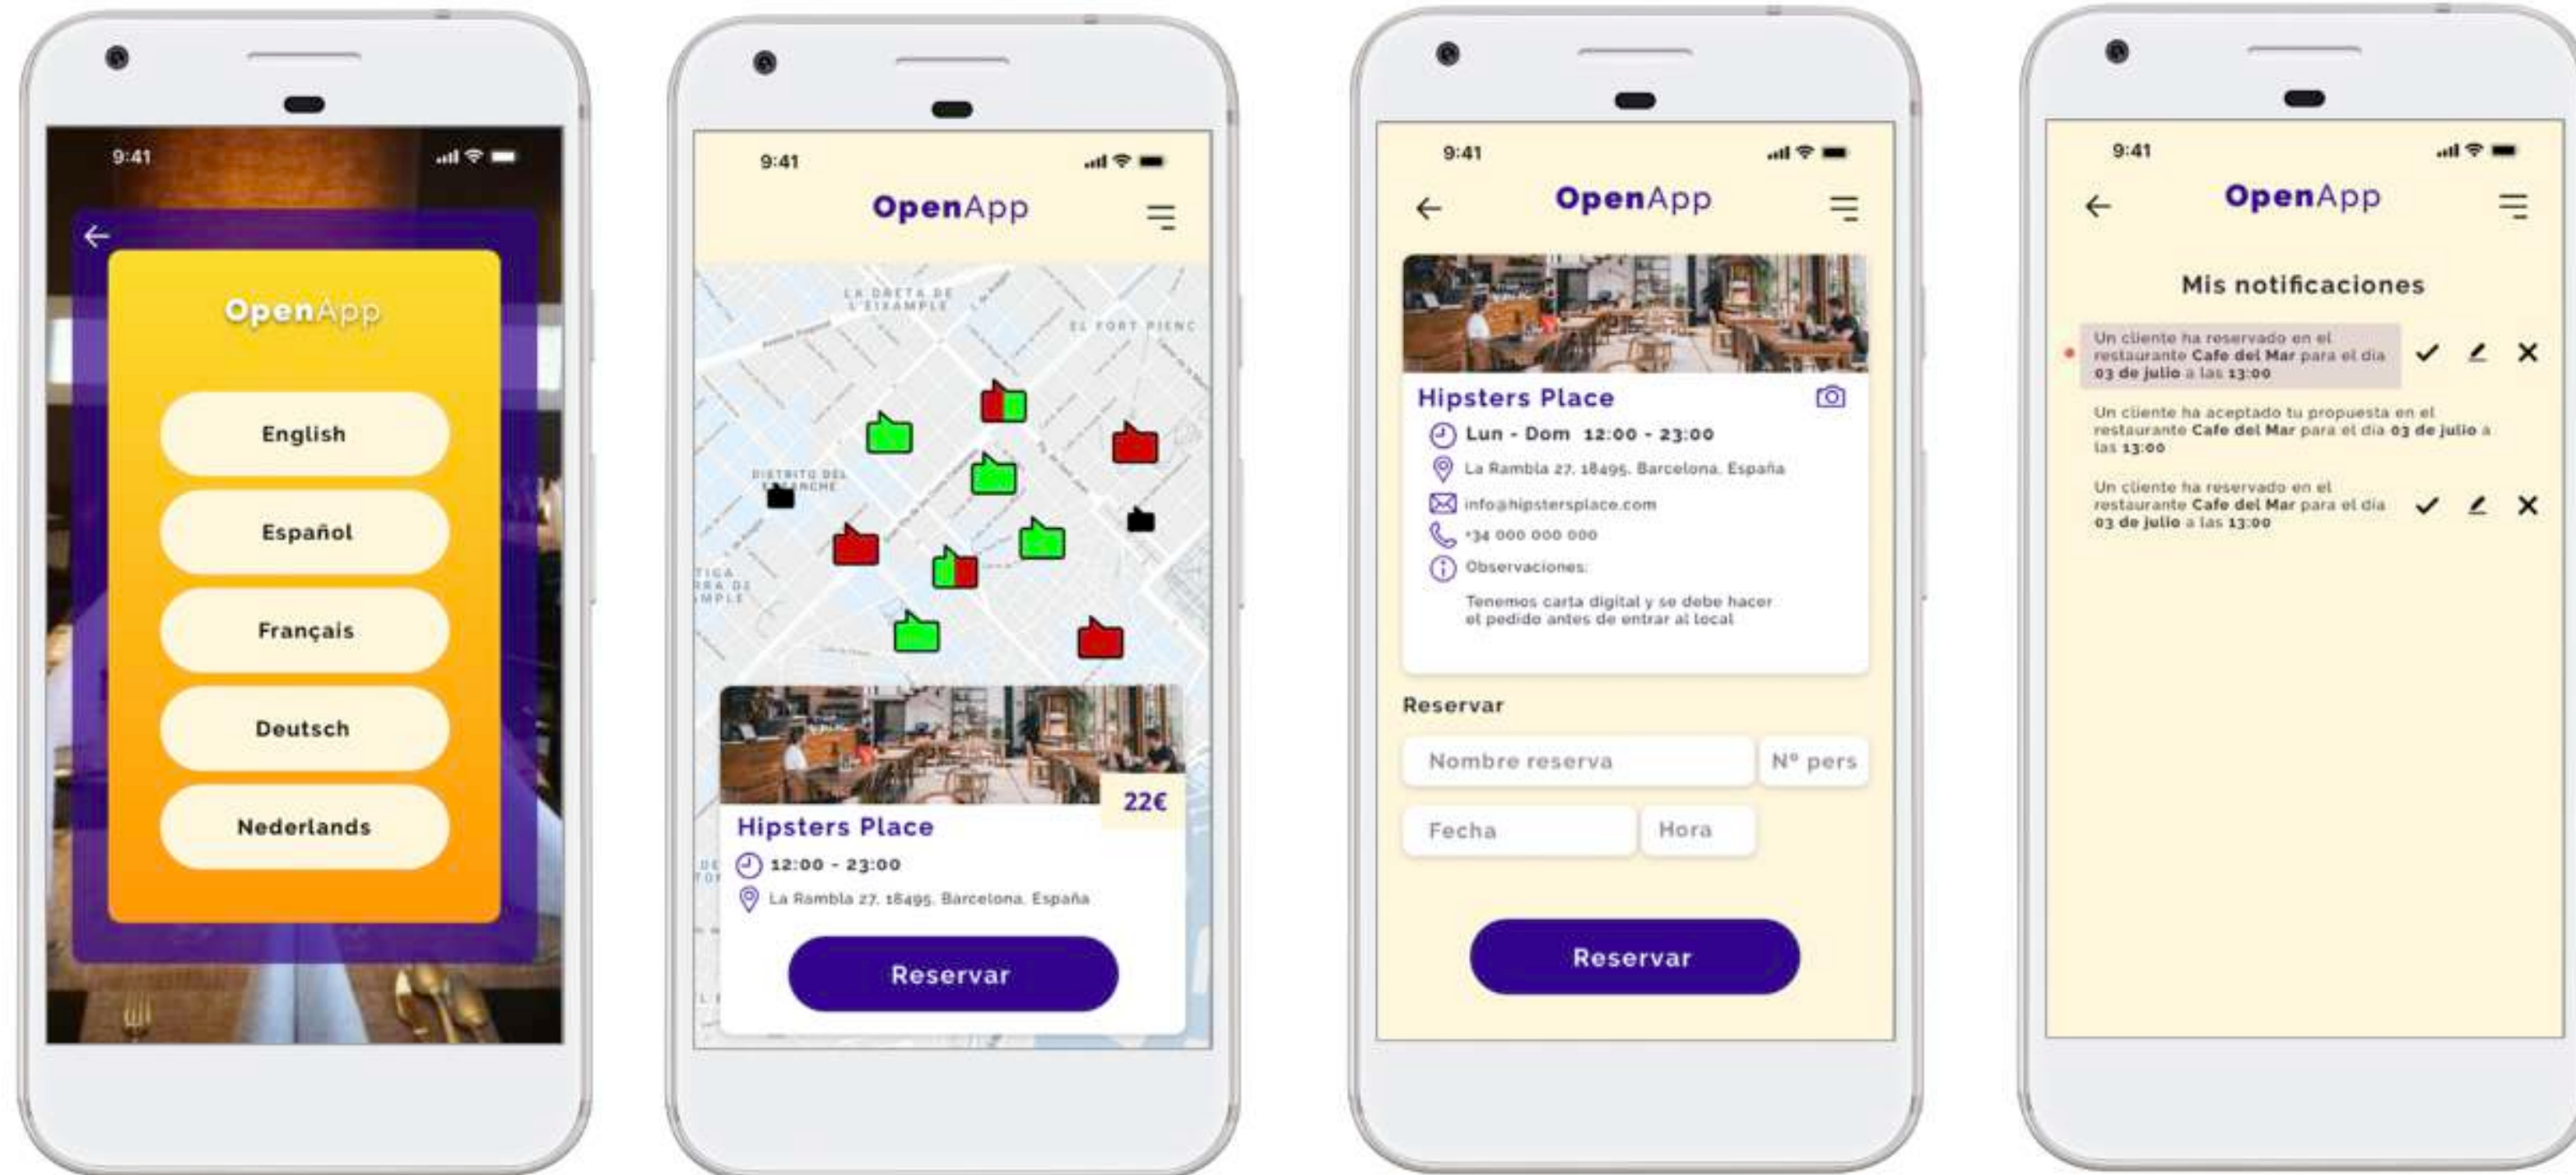 9:41
OpenApp
English
Español
Français
Deutsch
Nederlands
9:41
OpenApp
LA DRETA DE
L'EIXAMPLE
EL FORT PIENC
DISTRITO DEL
9:41
Hipsters Place
22€
12:00 - 23:00
La Rambla 27, 18495, Barcelona, España
Reservar
9:41
OpenApp
Hipsters Place
Lun - Dom 12:00 - 23:00
La Rambla 27, 18495, Barcelona, España
info@hipstersplace.com
+34 000 000 000
Observaciones:
Tenemos carta digital y se debe hacer
el pedido antes de entrar al local
Reservar
Nombre reserva
Nº pers
Fecha
Hora
Reservar
9:41
OpenApp
Mis notificaciones
Un cliente ha reservado en el
restaurante Cafe del Mar para el dia
03 de julio a las 13:00
Un cliente ha aceptado tu propuesta en el
restaurante Cafe del Mar para el dia 03 de julio a
las 13:00
Un cliente ha reservado en el
restaurante Cafe del Mar para el dia
03 de julio a las 13:00